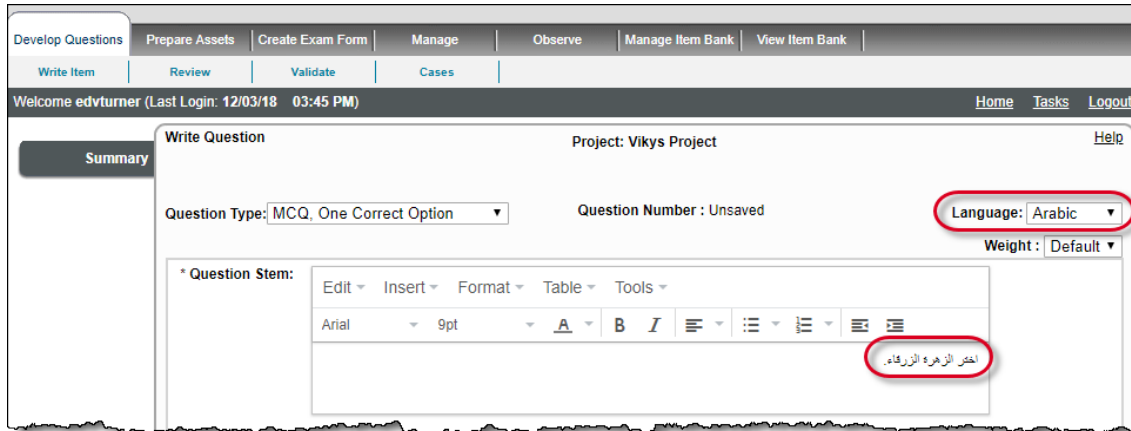 Develop Questions Prepare Assets Create Exam Form Manage Observe Manage Item Bank View Item Bank
Write Item Review Validate Cases
Welcome edvturner (Last Login: 12/03/18 03:45 PM) Home Tasks Logout
Summary
Write Question Project: Vikys Project Help
Question Type: MCQ, One Correct Option Question Number : Unsaved Language: Arabic
Weight : Default
* Question Stem:
Edit Insert Format Table Tools
Arial 9pt A B I
اختر الزهرة الزرقاء.